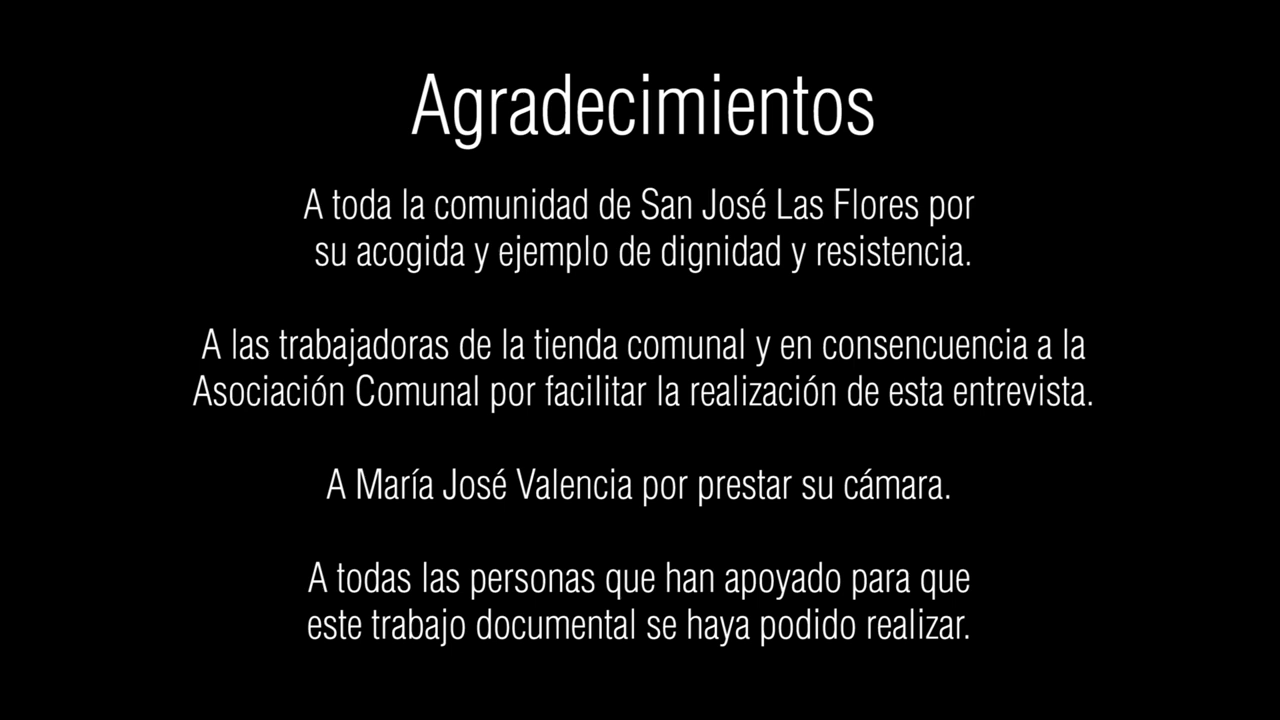 Agradecimientos
A toda la comunidad de San José Las Flores por
su acogida y ejemplo de dignidad y resistencia.
A las trabajadoras de la tienda comunal y en consencuencia a la
Asociación Comunal por facilitar la realización de esta entrevista.
A María José Valencia por prestar su cámara.
A todas las personas que han apoyado para que
este trabajo documental se haya podido realizar.